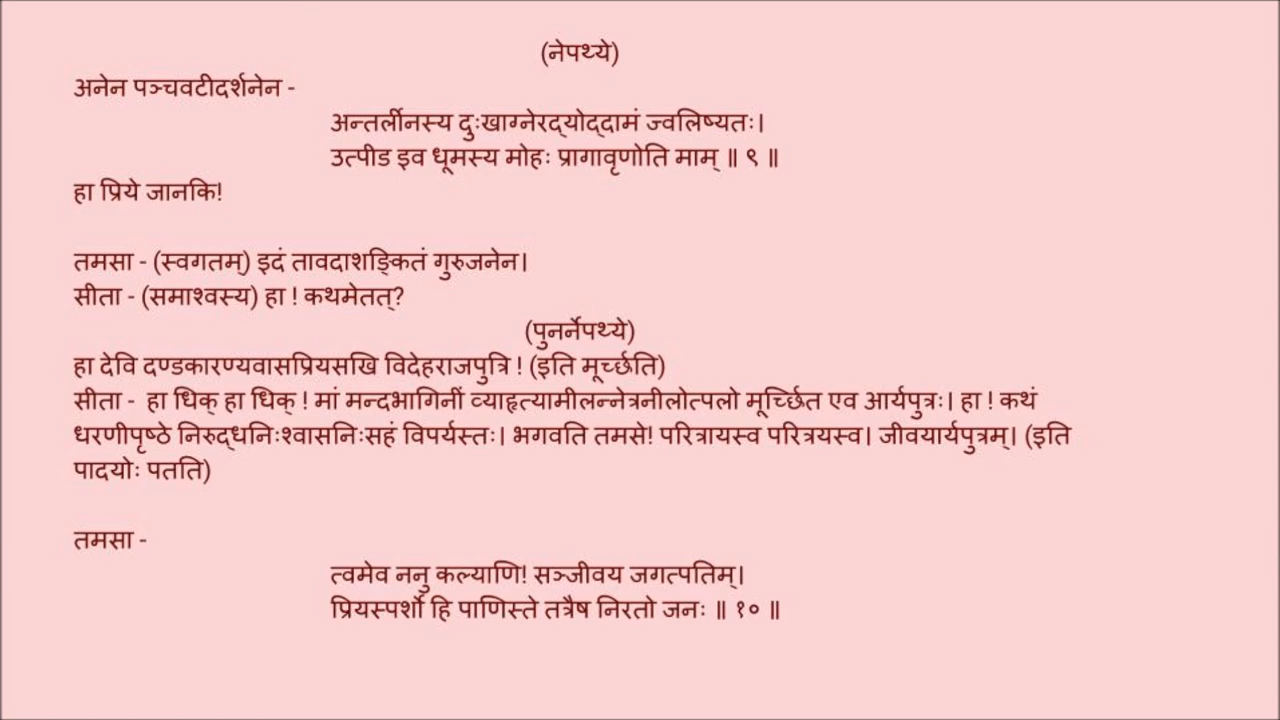 (नेपथ्ये)
अनेन पञ्चवटीदर्शनेन -
अन्तर्लीनस्य दुःखाग्नेरद्योद्दामं ज्वलिष्यतः।
उत्पीड इव धूमस्य मोहः प्रागावृणोति माम् ॥ ९ ॥
हा प्रिये जानकि!
तमसा - (स्वगतम्) इदं तावदाशङ्कितं गुरुजनेन।
सीता - (समाश्वस्य) हा ! कथमेतत्?
(पुनर्नेपथ्ये)
हा देवि दण्डकारण्यवासप्रियसखि विदेहराजपुत्रि ! (इति मूर्च्छति)
सीता - हा धिक् हा धिक् ! मां मन्दभागिनीं व्याहृत्यामीलन्नेत्रनीलोत्पलो मूर्च्छित एव आर्यपुत्रः। हा ! कथं
धरणीपृष्ठे निरुद्धनिःश्वासनिःसहं विपर्यस्तः। भगवति तमसे! परित्रायस्व परित्रयस्व। जीवयार्यपुत्रम्। (इति
पादयोः पतति)
तमसा -
त्वमेव ननु कल्याणि! सञ्जीवय जगत्पतिम्।
प्रियस्पर्शो हि पाणिस्ते तत्रैष निरतो जनः ॥ १० ॥